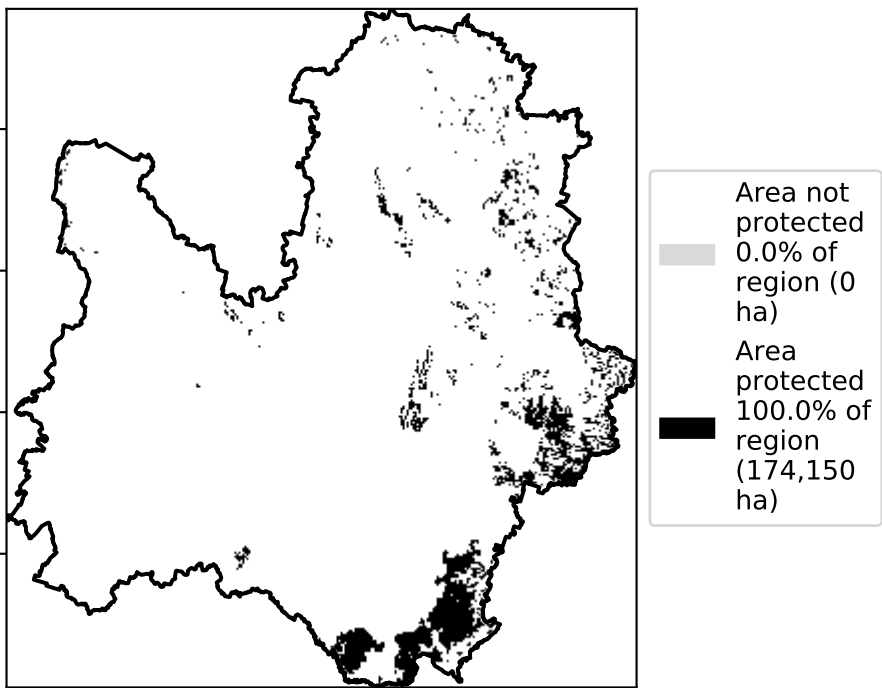 Area not
protected
0.0% of
region (0
ha)
Area
protected
100.0% of
region
(174,150
ha)